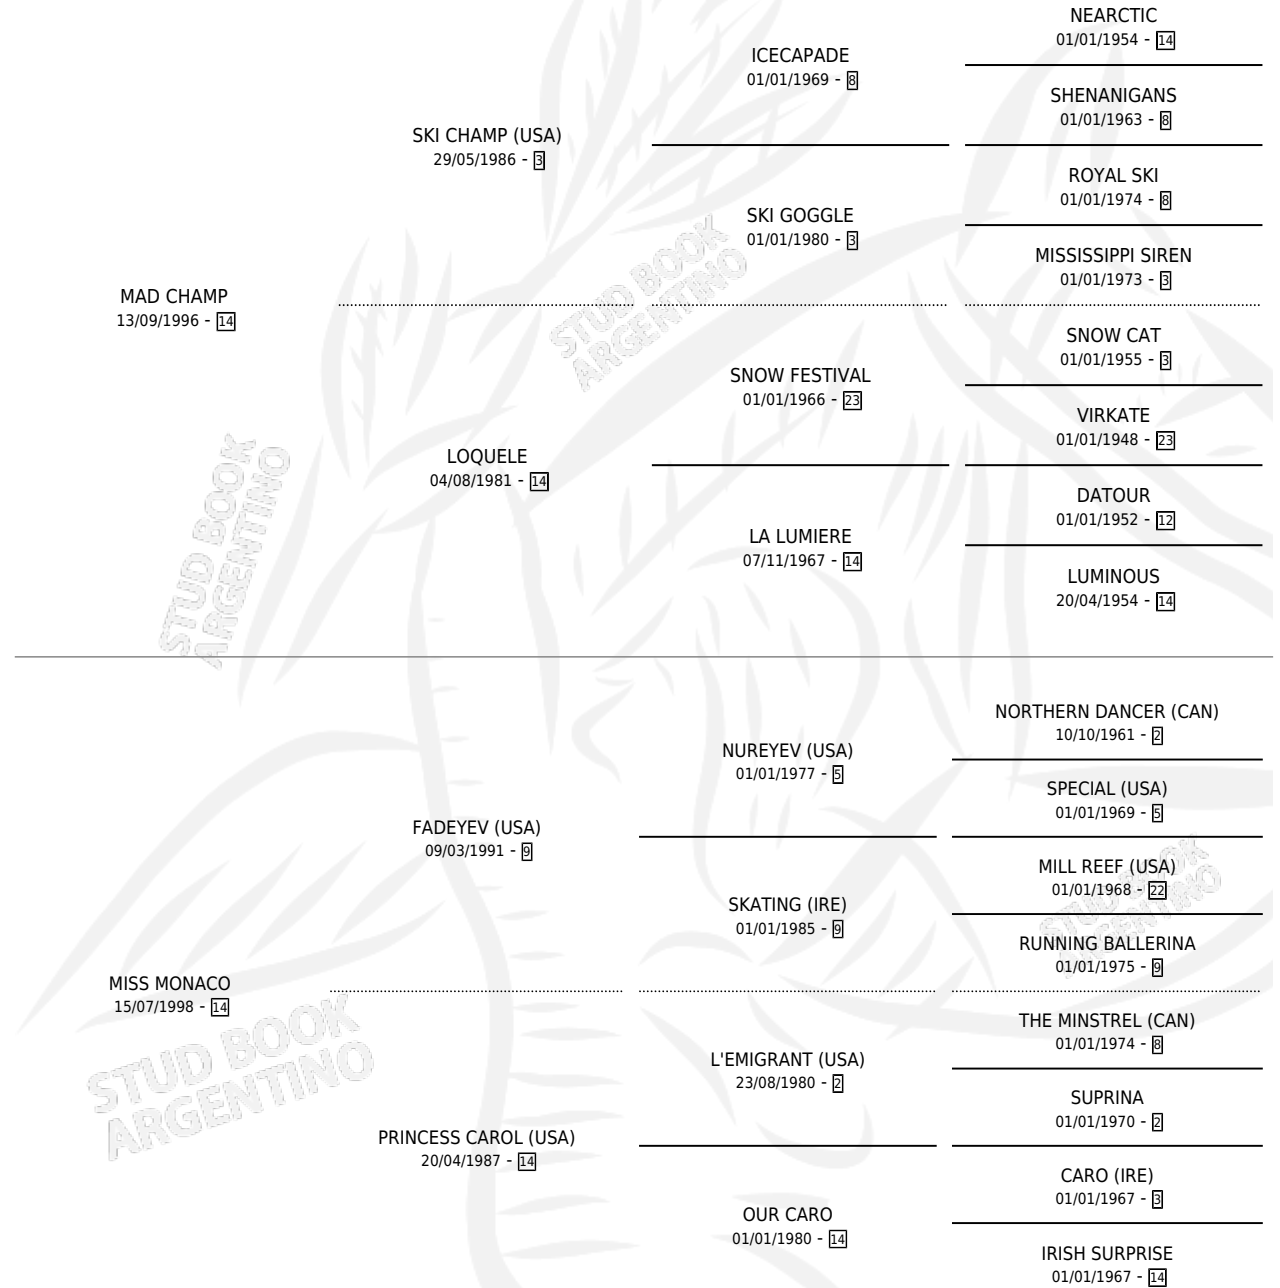 NEARCTIC
01/01/1954 - 14
ICECAPADE
01/01/1969 - 8
SHENANIGANS
01/01/1963 - 8
SKI CHAMP (USA)
29/05/1986 - 3
ROYAL SKI
01/01/1974 - 8
SKI GOGGLE
01/01/1980 - 3
MISSISSIPPI SIREN
01/01/1973 - 3
MAD CHAMP
13/09/1996 - 14
SNOW CAT
01/01/1955 - 3
SNOW FESTIVAL
01/01/1966 - 23
VIRKATE
01/01/1948 - 23
LOQUELE
04/08/1981 - 14
DATOUR
01/01/1952 - 12
LA LUMIERE
07/11/1967 - 14
LUMINOUS
20/04/1954 - 14
NORTHERN DANCER (CAN)
10/10/1961 - 2
NUREYEV (USA)
01/01/1977 - 5
SPECIAL (USA)
01/01/1969 - 5
FADEYEV (USA)
09/03/1991 - 9
MILL REEF (USA)
01/01/1968 - 22
SKATING (IRE)
01/01/1985 - 9
RUNNING BALLERINA
01/01/1975 - 9
MISS MONACO
15/07/1998 - 14
THE MINSTREL (CAN)
01/01/1974 - 8
L'EMIGRANT (USA)
23/08/1980 - 2
SUPRINA
01/01/1970 - 2
PRINCESS CAROL (USA)
20/04/1987 - 14
CARO (IRE)
01/01/1967 - 3
OUR CARO
01/01/1980 - 14
IRISH SURPRISE
01/01/1967 - 14
STUD BOOK
ARGENTINO
STUD BOOK
ARGENTINO
STUD BOOK
ARGENTINO
STUD BOOK
ARGENTINO